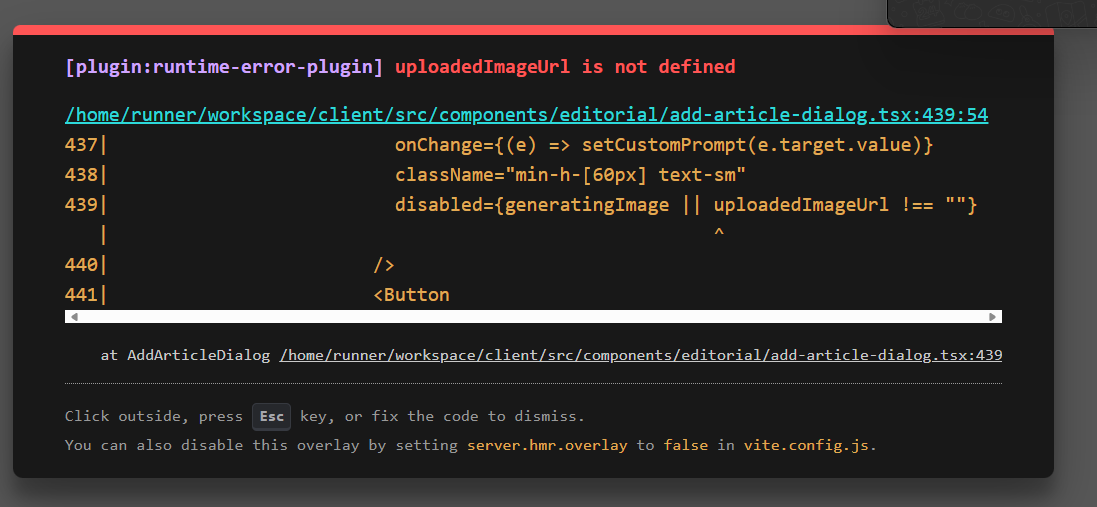 [plugin:runtime-error-plugin] uploadedImageUrl is not defined
/home/runner/workspace/client/src/components/editorial/add-article-dialog.tsx:439:54
437|                          onChange={(e) => setCustomPrompt(e.target.value)}
438|                          className="min-h-[60px] text-sm"
439|                          disabled={generatingImage || uploadedImageUrl !== ""}
   |                                                       ^
440|                        />
441|                        <Button
at AddArticleDialog /home/runner/workspace/client/src/components/editorial/add-article-dialog.tsx:439
Click outside, press Esc key, or fix the code to dismiss.
You can also disable this overlay by setting server.hmr.overlay to false in vite.config.js.